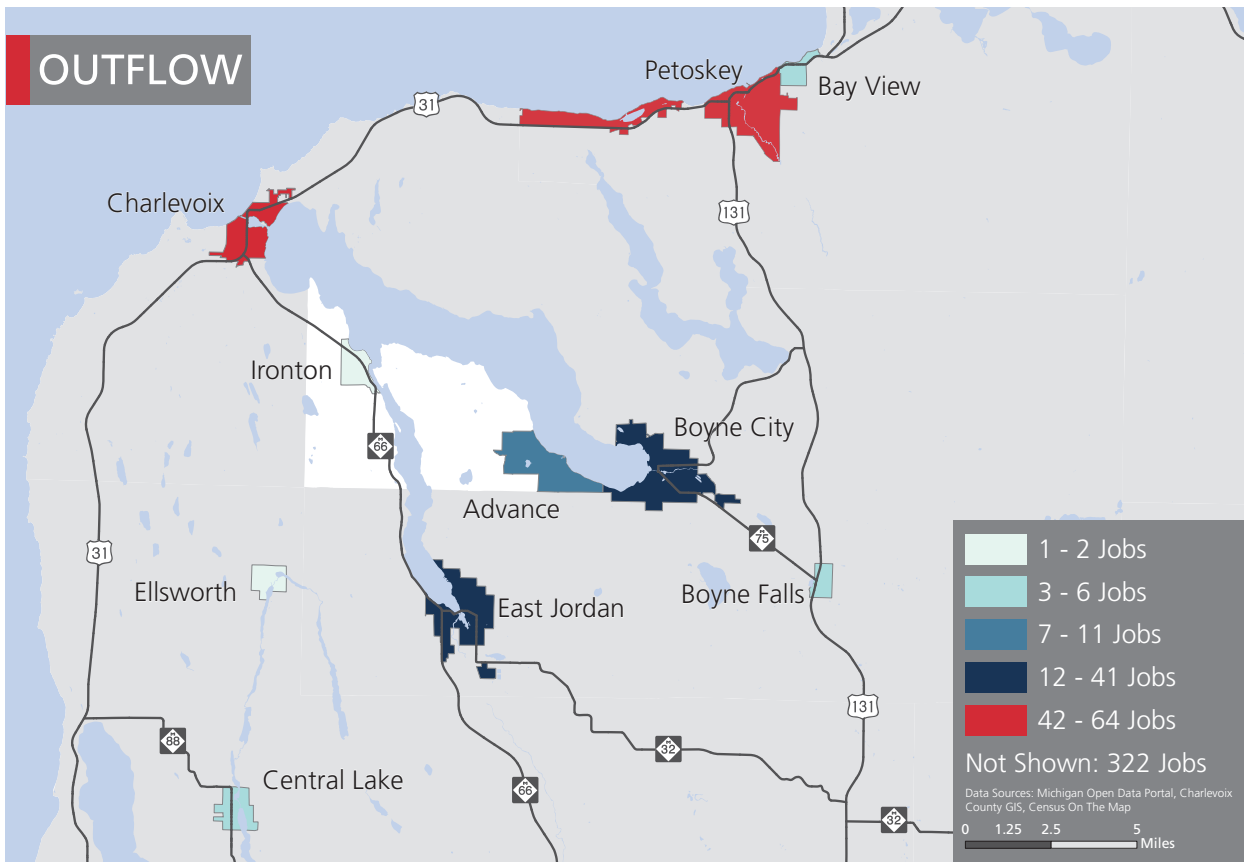 OUTFLOW
Petoskey
Bay View
31
Charlevoix
131
Ironton
66
Boyne City
Advance
31
M
75
Ellsworth
East Jordan
Boyne Falls
131
M
88
M
32
Central Lake
M
66
M
32
1 - 2 Jobs
3 - 6 Jobs
7 - 11 Jobs
12 - 41 Jobs
42 - 64 Jobs
Not Shown: 322 Jobs
Data Sources: Michigan Open Data Portal, Charlevoix
County GIS, Census On The Map
0 1.25 2.5 5
Miles